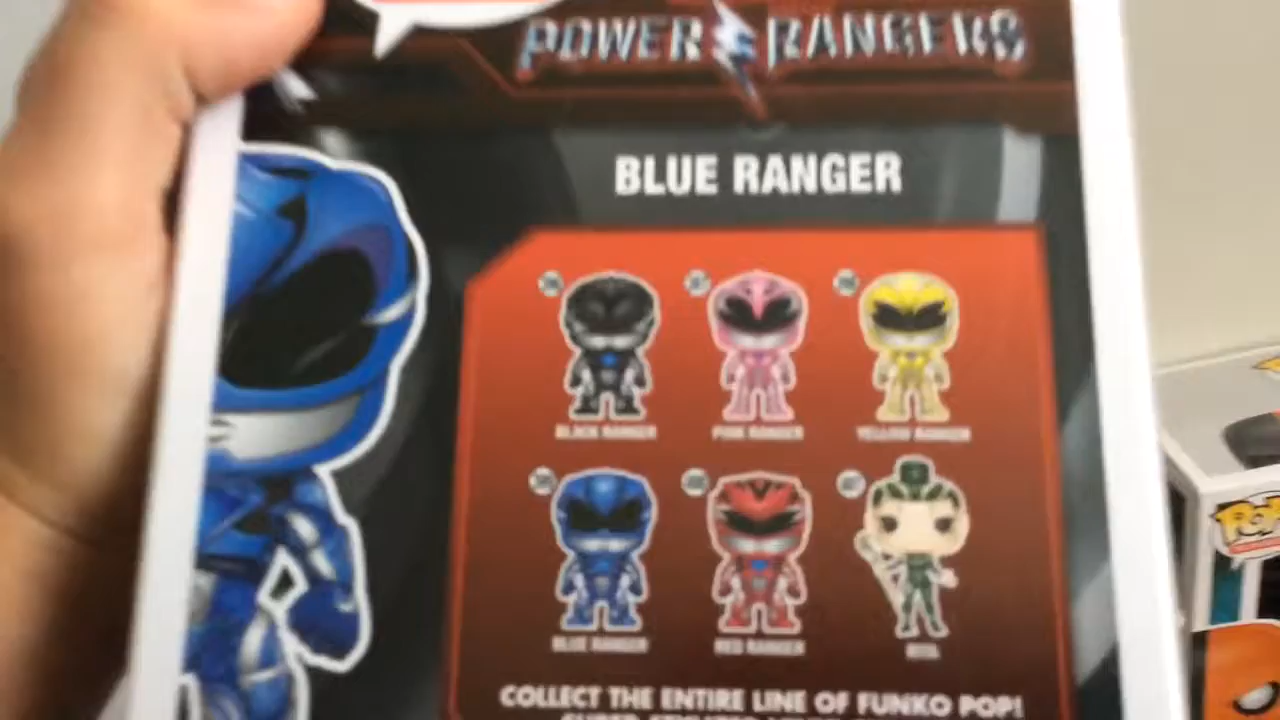 POWER RANGERS
BLUE RANGER
BLACK RANGER PINK RANGER YELLOW RANGER
BLUE RANGER RED RANGER RITA
COLLECT THE ENTIRE LINE OF FUNKO POP!
POP!